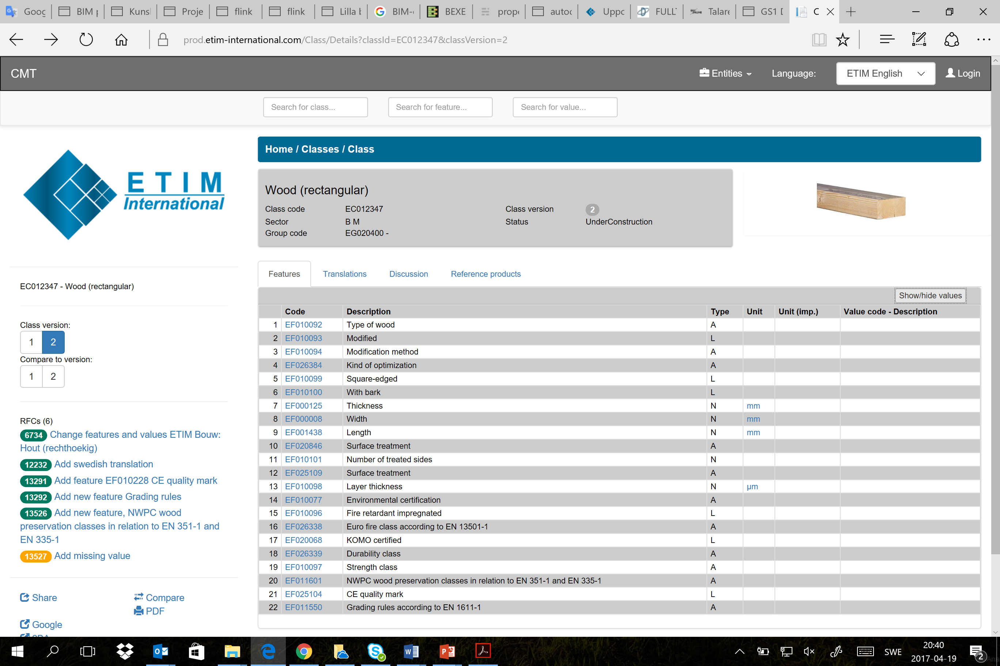 Goog
BIM p
Kunsl
Proje
flink
flink
Lilla b
BIM-
BEXE
prope
autoc
Uppc
FULLT
Talare
GS1 D
C
prod.etim-international.com/Class/Details?classId=EC012347&classVersion=2
CMT
Entities
Language:
ETIM English
Login
Search for class...
Search for feature...
Search for value...
ETIM
International
Home / Classes / Class
Wood (rectangular)
Class code EC012347 Class version 2
Sector B M Status UnderConstruction
Group code EG020400 -
EC012347 - Wood (rectangular)
Class version:
1 2
Compare to version:
1 2
RFCs (6)
6734 Change features and values ETIM Bouw:
Hout (rechthoekig)
12232 Add swedish translation
13291 Add feature EF010228 CE quality mark
13292 Add new feature Grading rules
13526 Add new feature, NWPC wood
preservation classes in relation to EN 351-1 and
EN 335-1
13527 Add missing value
Share
Compare
PDF
Google
Features Translations Discussion Reference products
Show/hide values
Code Description Type Unit Unit (imp.) Value code - Description
1 EF010092 Type of wood A
2 EF010093 Modified L
3 EF010094 Modification method A
4 EF026384 Kind of optimization A
5 EF010099 Square-edged L
6 EF010100 With bark L
7 EF000125 Thickness N mm
8 EF000008 Width N mm
9 EF001438 Length N mm
10 EF020846 Surface treatment A
11 EF010101 Number of treated sides N
12 EF025109 Surface treatment A
13 EF010098 Layer thickness N µm
14 EF010077 Environmental certification A
15 EF010096 Fire retardant impregnated L
16 EF026338 Euro fire class according to EN 13501-1 A
17 EF020068 KOMO certified L
18 EF026339 Durability class A
19 EF010097 Strength class A
20 EF011601 NWPC wood preservation classes in relation to EN 351-1 and EN 335-1 A
21 EF025104 CE quality mark L
22 EF011550 Grading rules according to EN 1611-1 A
SWE
20:40
2017-04-19
2